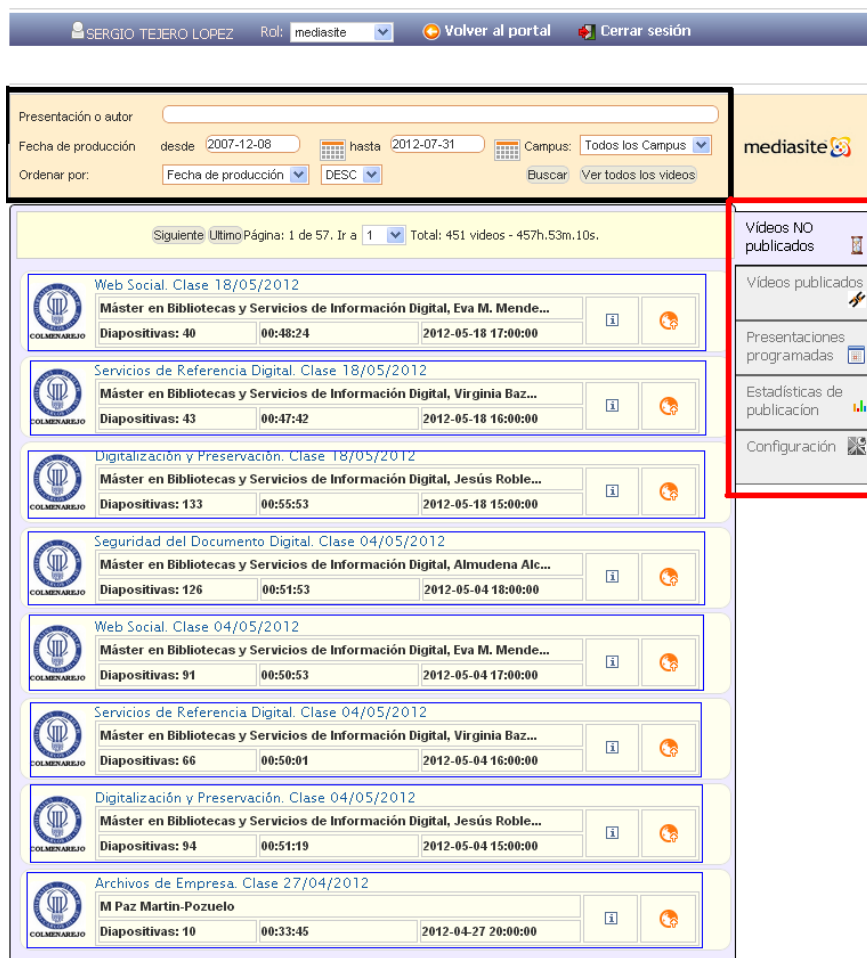 SERGIO TEJERO LOPEZ Rol: mediasite Volver al portal Cerrar sesión
Presentación o autor
Fecha de producción desde 2007-12-08 hasta 2012-07-31 Campus: Todos los Campus
Ordenar por: Fecha de producción DESC Buscar Ver todos los videos
mediasite
Siguiente Ultimo Página: 1 de 57. Ir a 1 Total: 451 videos - 457h.53m.10s.
Vídeos NO
publicados
Vídeos publicados
Presentaciones
programadas
Estadísticas de
publicacíon
Configuración
Web Social. Clase 18/05/2012
Máster en Bibliotecas y Servicios de Información Digital, Eva M. Mende...
COLMENAREJO Diapositivas: 40 00:48:24 2012-05-18 17:00:00
Servicios de Referencia Digital. Clase 18/05/2012
Máster en Bibliotecas y Servicios de Información Digital, Virginia Baz...
COLMENAREJO Diapositivas: 43 00:47:42 2012-05-18 16:00:00
Digitalización y Preservación. Clase 18/05/2012
Máster en Bibliotecas y Servicios de Información Digital, Jesús Roble...
COLMENAREJO Diapositivas: 133 00:55:53 2012-05-18 15:00:00
Seguridad del Documento Digital. Clase 04/05/2012
Máster en Bibliotecas y Servicios de Información Digital, Almudena Alc...
COLMENAREJO Diapositivas: 126 00:51:53 2012-05-04 18:00:00
Web Social. Clase 04/05/2012
Máster en Bibliotecas y Servicios de Información Digital, Eva M. Mende...
COLMENAREJO Diapositivas: 91 00:50:53 2012-05-04 17:00:00
Servicios de Referencia Digital. Clase 04/05/2012
Máster en Bibliotecas y Servicios de Información Digital, Virginia Baz...
COLMENAREJO Diapositivas: 66 00:50:01 2012-05-04 16:00:00
Digitalización y Preservación. Clase 04/05/2012
Máster en Bibliotecas y Servicios de Información Digital, Jesús Roble...
COLMENAREJO Diapositivas: 94 00:51:19 2012-05-04 15:00:00
Archivos de Empresa. Clase 27/04/2012
M Paz Martin-Pozuelo
COLMENAREJO Diapositivas: 10 00:33:45 2012-04-27 20:00:00